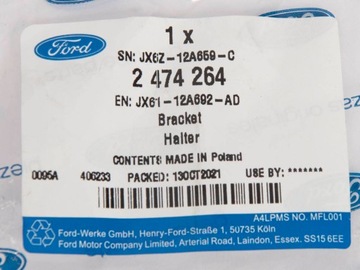 Ford
1 x
SN: JX6Z-12A659-C
2 474 264
EN: JX61-12A692-AD
Bracket
Halter
CONTENTS MADE IN Poland
0095A 406233 PACKED: 13OCT2021 USE BY: *******
A4LPMS NO. MFL001
Ford-Werke GmbH, Henry-Ford-Straße 1, 50735 Köln
Ford Motor Company Limited, Arterial Road, Laindon, Essex. SS15 6EE